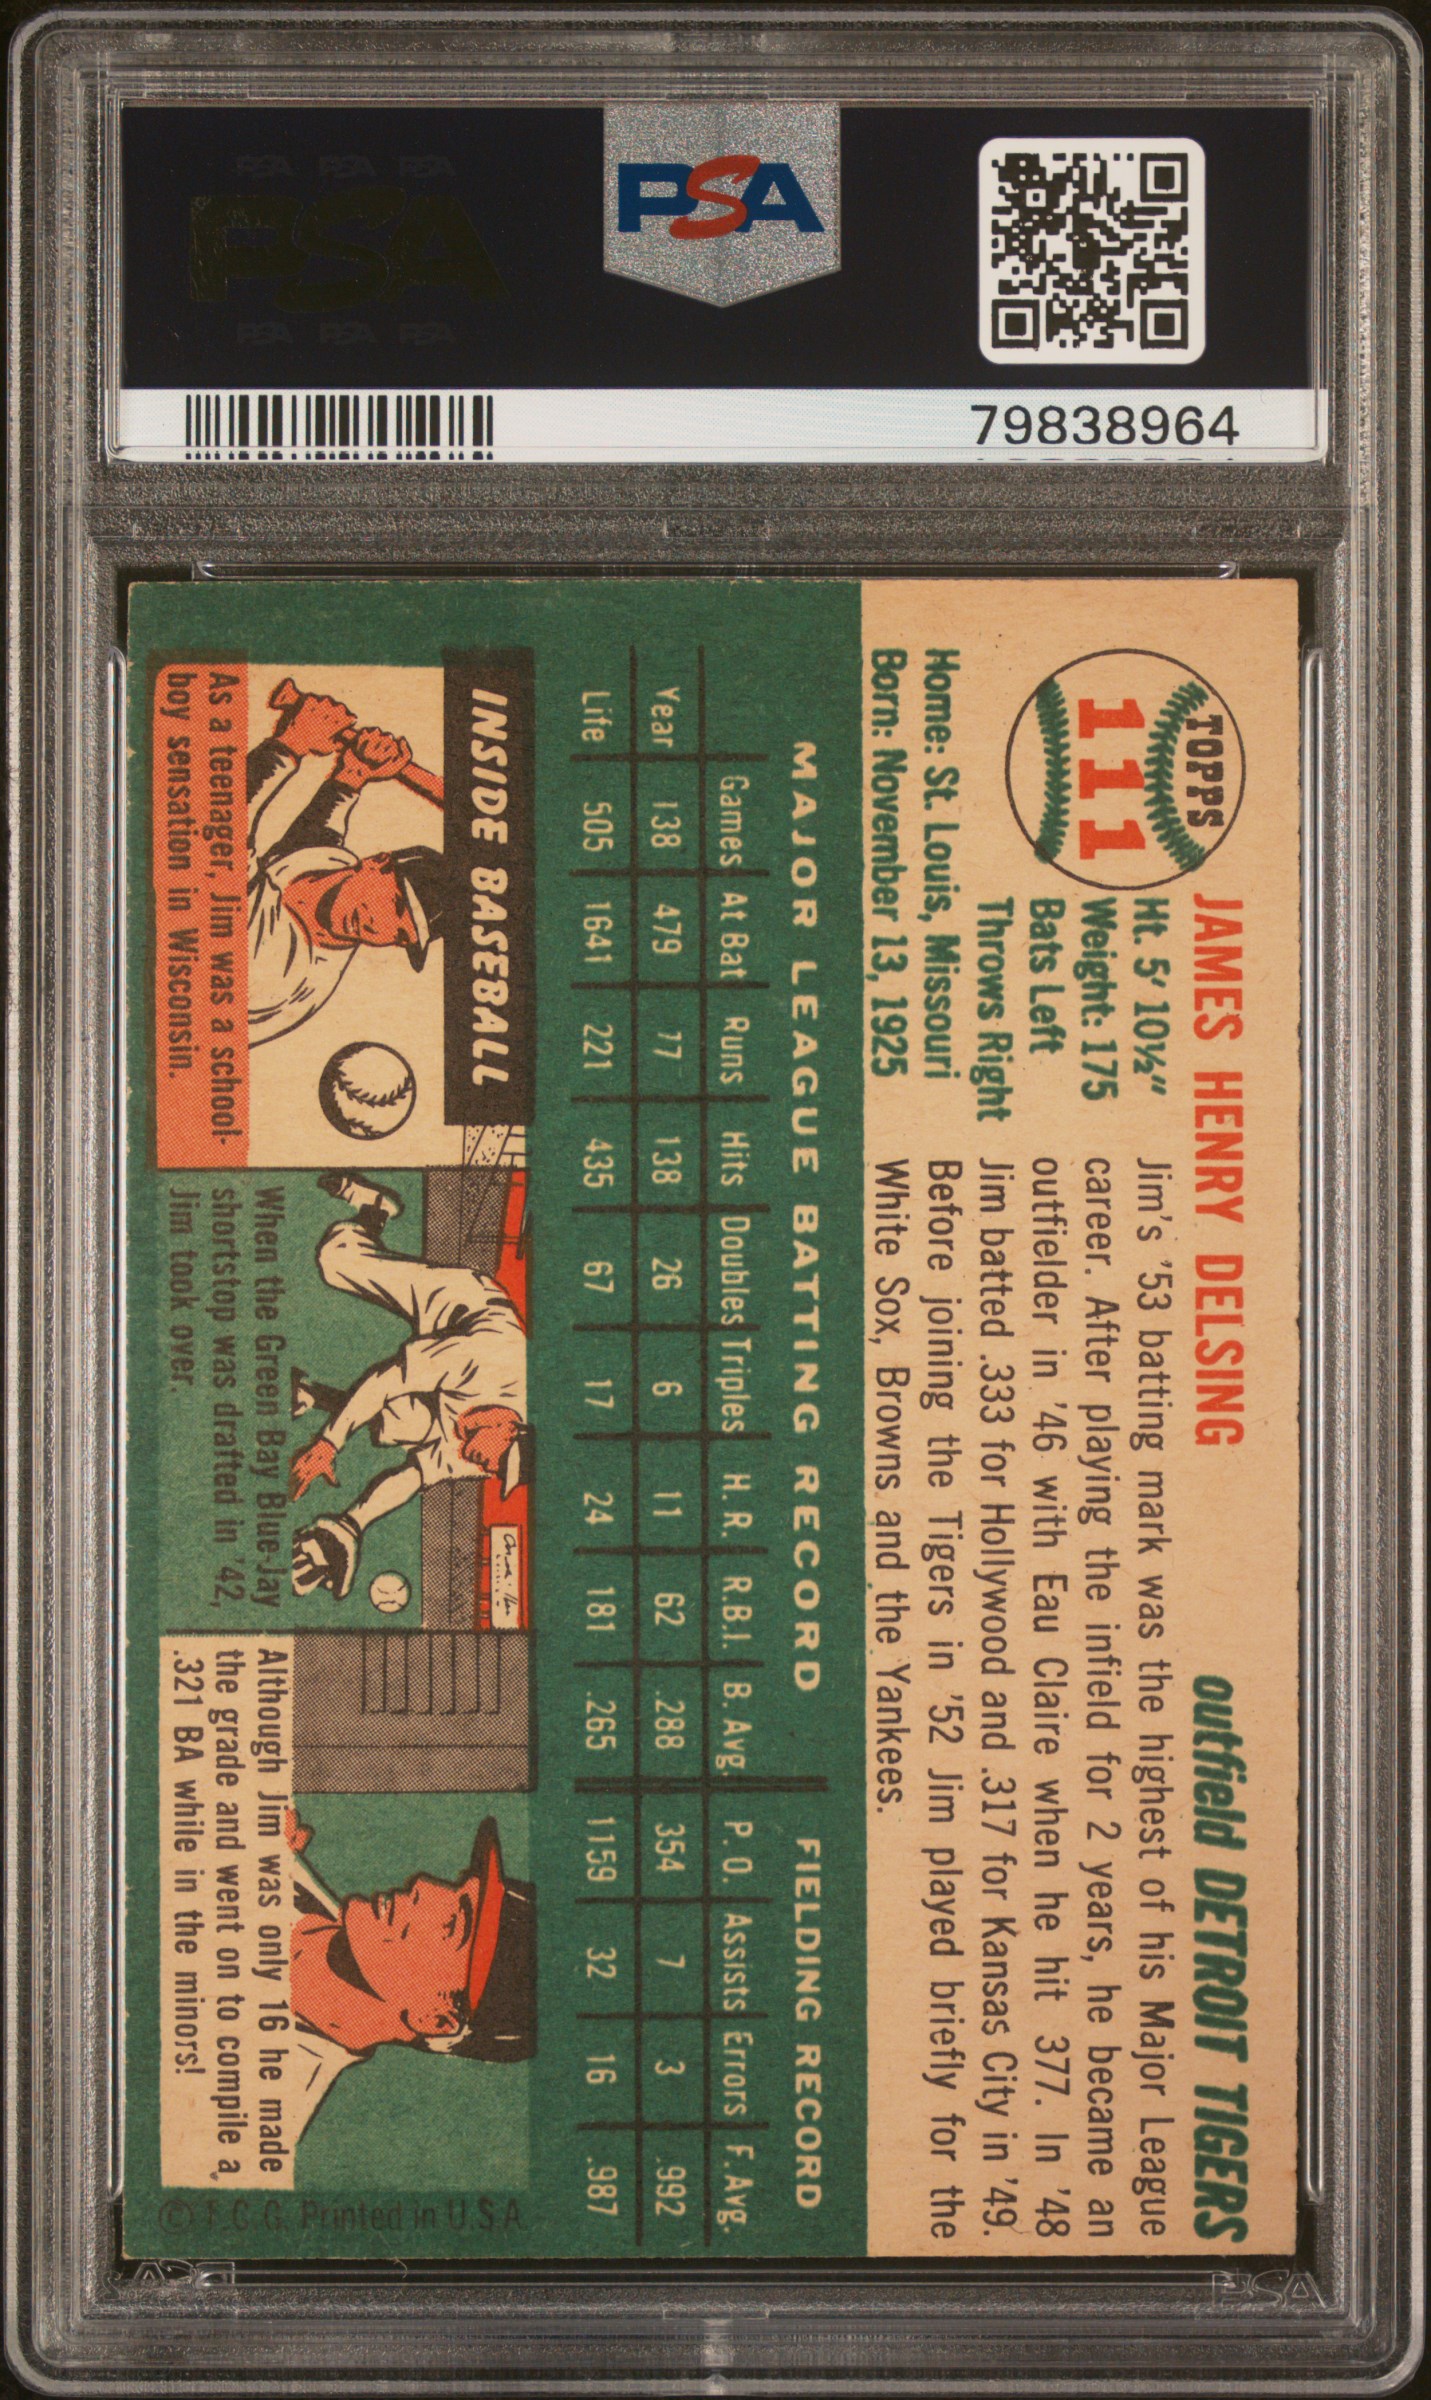 PSA
79838964
TOPPS
111
JAMES HENRY DELSING
outfield DETROIT TIGERS
Ht. 5' 10½"
Weight: 175
Bats Left
Throws Right
Home: St. Louis, Missouri
Born: November 13, 1925
Jim's '53 batting mark was the highest of his Major League
career. After playing the infield for 2 years, he became an
outfielder in '46 with Eau Claire when he hit 377. In '48
Jim batted .333 for Hollywood and .317 for Kansas City in '49.
Before joining the Tigers in '52 Jim played briefly for the
White Sox, Browns and the Yankees.
MAJOR LEAGUE BATTING RECORD FIELDING RECORD
Games At Bat Runs Hits Doubles Triples H. R. R.B.I. B. Avg. P. O. Assists Errors F. Avg.
Year 138 479 77 138 26 6 11 62 .288 354 7 3 .992
Life 505 1641 221 435 67 17 24 181 .265 1159 32 16 .987
INSIDE BASEBALL
As a teenager, Jim was a school-
boy sensation in Wisconsin.
When the Green Bay Blue-Jay
shortstop was drafted in '42,
Jim took over.
Although Jim was only 16 he made
the grade and went on to compile a
.321 BA while in the minors!
© T.C.G. Printed in U.S.A.
PSA
PSA